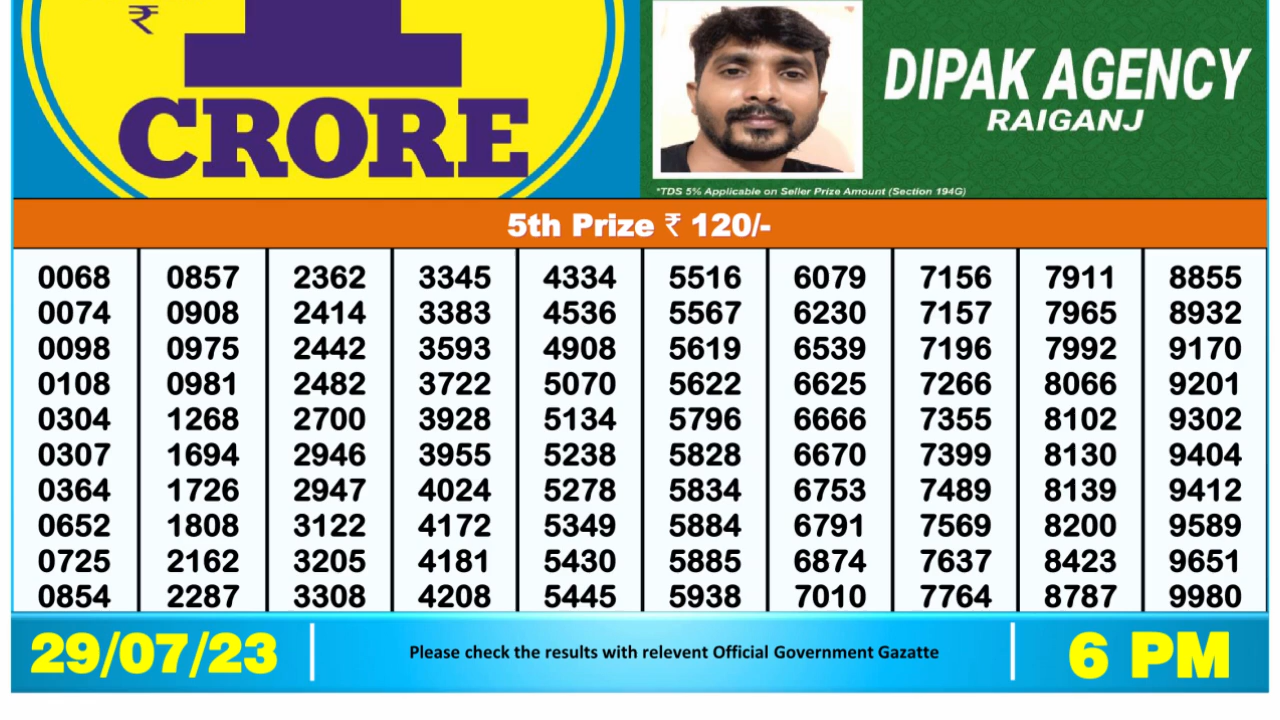 ₹
1
CRORE
DIPAK AGENCY
RAIGANJ
*TDS 5% Applicable on Seller Prize Amount (Section 194G)
5th Prize ₹ 120/-
0068 0857 2362 3345 4334 5516 6079 7156 7911 8855
0074 0908 2414 3383 4536 5567 6230 7157 7965 8932
0098 0975 2442 3593 4908 5619 6539 7196 7992 9170
0108 0981 2482 3722 5070 5622 6625 7266 8066 9201
0304 1268 2700 3928 5134 5796 6666 7355 8102 9302
0307 1694 2946 3955 5238 5828 6670 7399 8130 9404
0364 1726 2947 4024 5278 5834 6753 7489 8139 9412
0652 1808 3122 4172 5349 5884 6791 7569 8200 9589
0725 2162 3205 4181 5430 5885 6874 7637 8423 9651
0854 2287 3308 4208 5445 5938 7010 7764 8787 9980
29/07/23
Please check the results with relevent Official Government Gazatte
6 PM